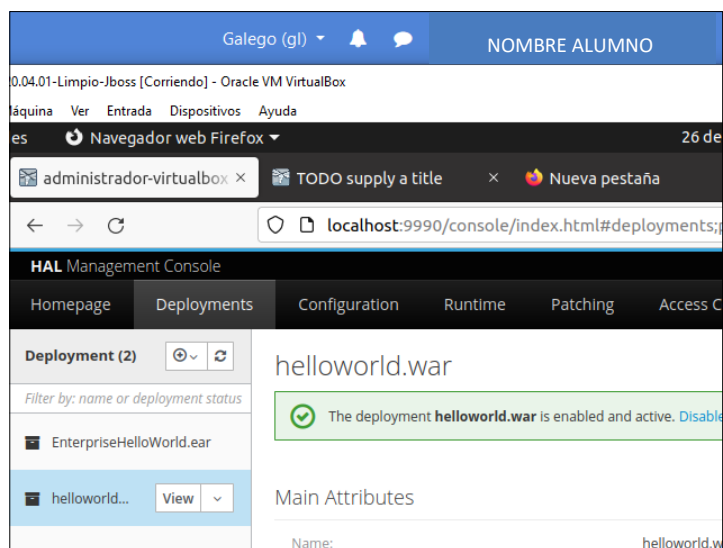 Galego (gl)
NOMBRE ALUMNO
20.04.01-Limpio-Jboss [Corriendo] - Oracle VM VirtualBox
Máquina Ver Entrada Dispositivos Ayuda
es Navegador web Firefox 26 de
administrador-virtualbox × TODO supply a title × Nueva pestaña
localhost:9990/console/index.html#deployments;p
HAL Management Console
Homepage Deployments Configuration Runtime Patching Access C
Deployment (2)
helloworld.war
Filter by: name or deployment status
The deployment helloworld.war is enabled and active. Disable
EnterpriseHelloWorld.ear
helloworld... View
Main Attributes
Name: helloworld.w